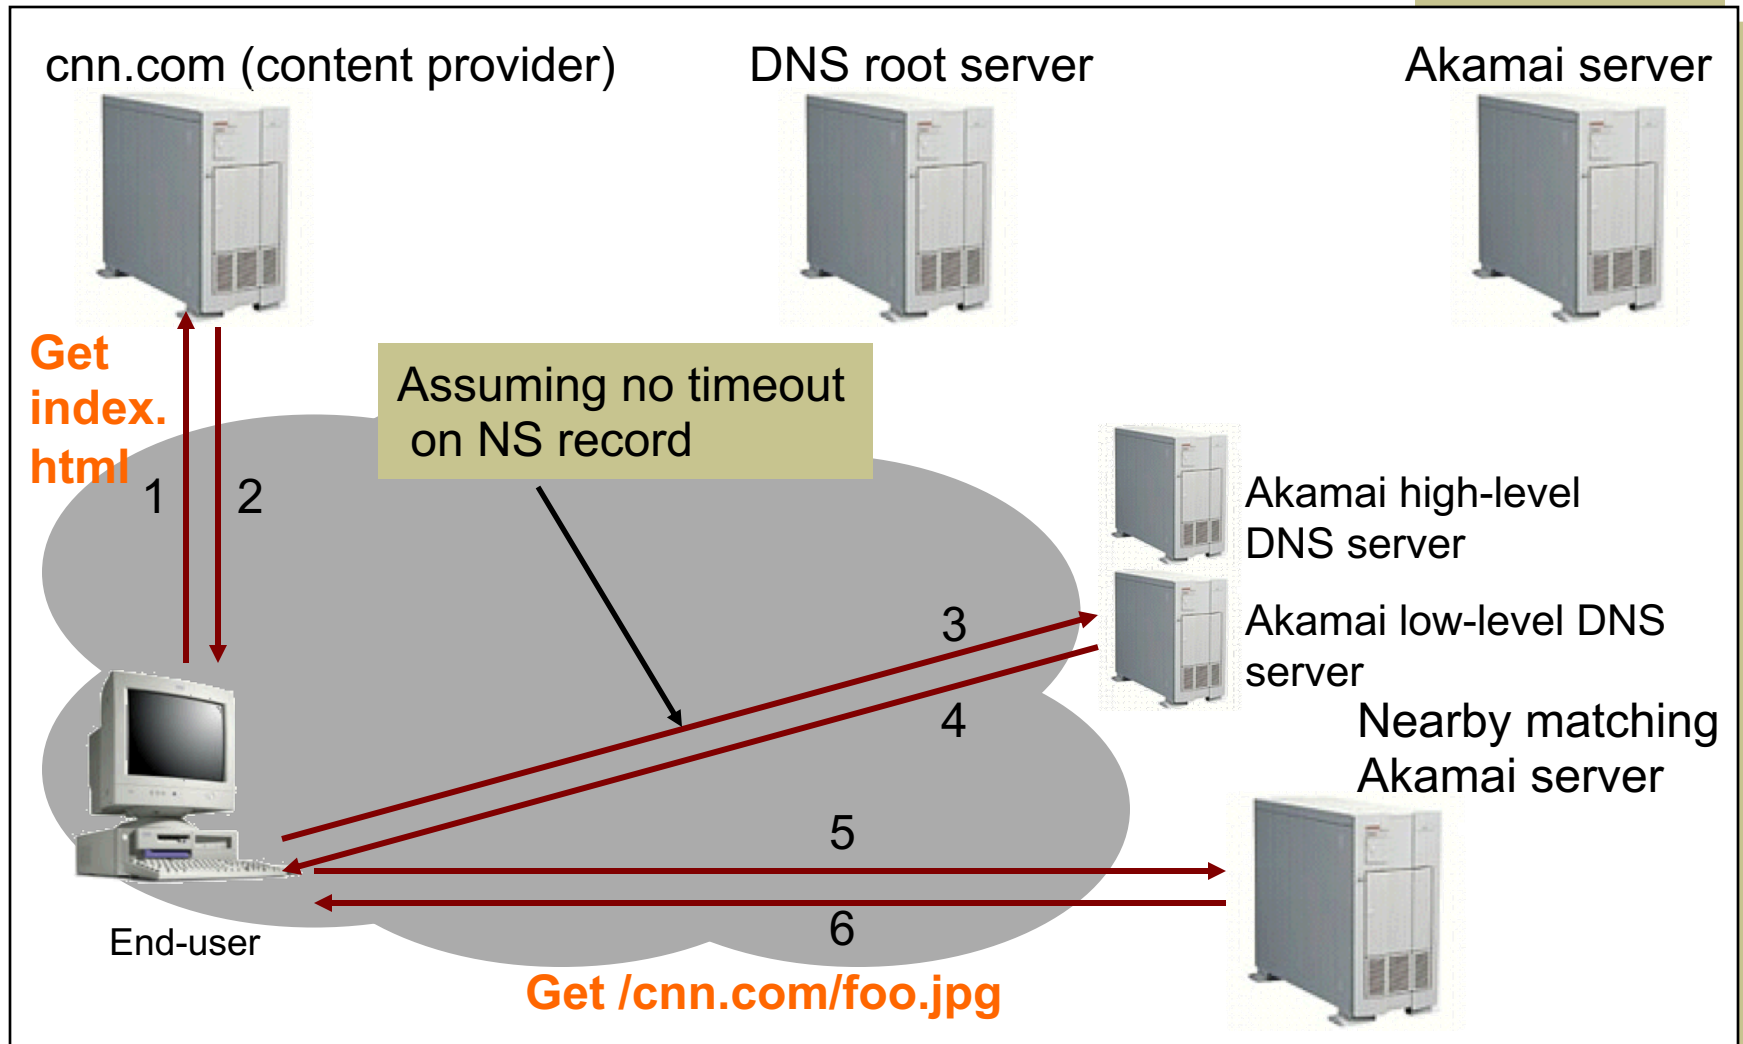 cnn.com (content provider)
DNS root server
Akamai server
Get
index.
html
1
2
Assuming no timeout
on NS record
Akamai high-level
DNS server
3
Akamai low-level DNS
server
4
Nearby matching
Akamai server
5
6
End-user
Get /cnn.com/foo.jpg